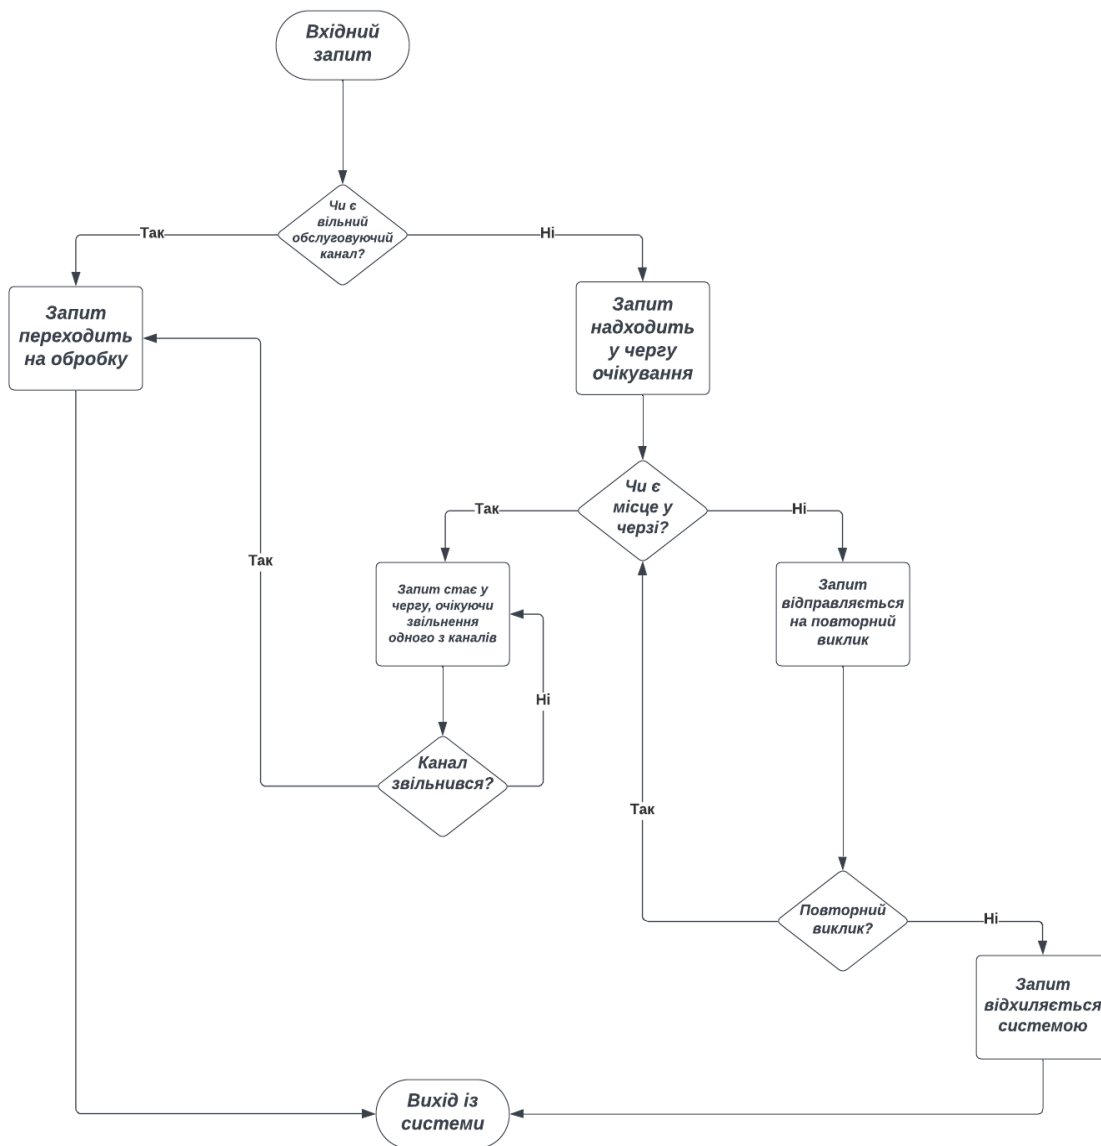 Вхідний
запит
Чи є
вільний
обслуговуючий
канал?
Так
Ні
Запит
переходить
на обробку
Запит
надходить
у чергу
очікування
Чи є
місце у
черзі?
Так
Ні
Запит стає у
чергу, очікуючи
звільнення
одного з каналів
Запит
відправляється
на повторний
виклик
Так
Ні
Канал
звільнився?
Так
Повторний
виклик?
Ні
Запит
відхиляється
системою
Вихід із
системи